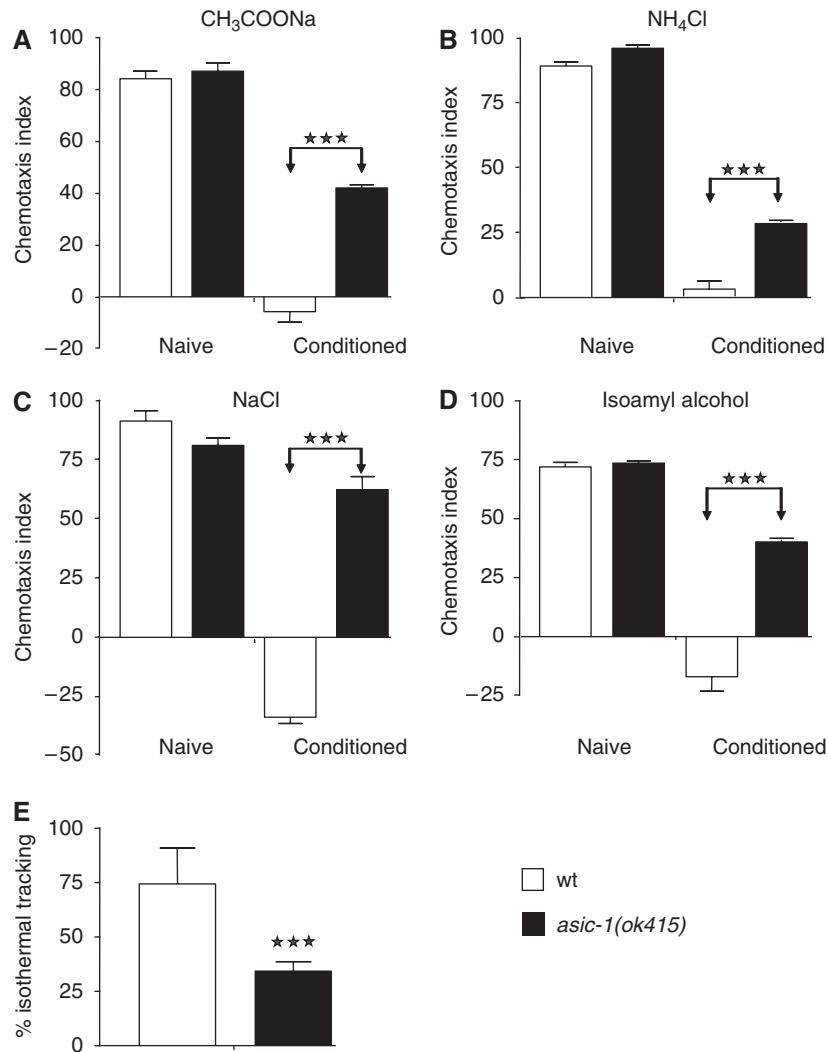 A
CH₃COONa
Chemotaxis index
100
80
60
40
20
0
−20
★★★
Naive
Conditioned
B
NH₄Cl
Chemotaxis index
100
75
50
25
0
★★★
Naive
Conditioned
C
NaCl
Chemotaxis index
100
75
50
25
0
−25
−50
★★★
Naive
Conditioned
D
Isoamyl alcohol
Chemotaxis index
100
75
50
25
0
−25
★★★
Naive
Conditioned
E
% isothermal tracking
100
75
50
25
0
★★★
wt
asic-1(ok415)